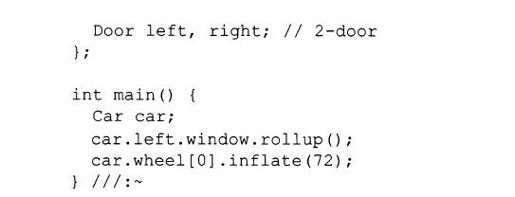 Door left, right; // 2-door
};
int main() {
Car car;
car.left.window.rollup();
car.wheel[0].inflate(72);
} ///:~